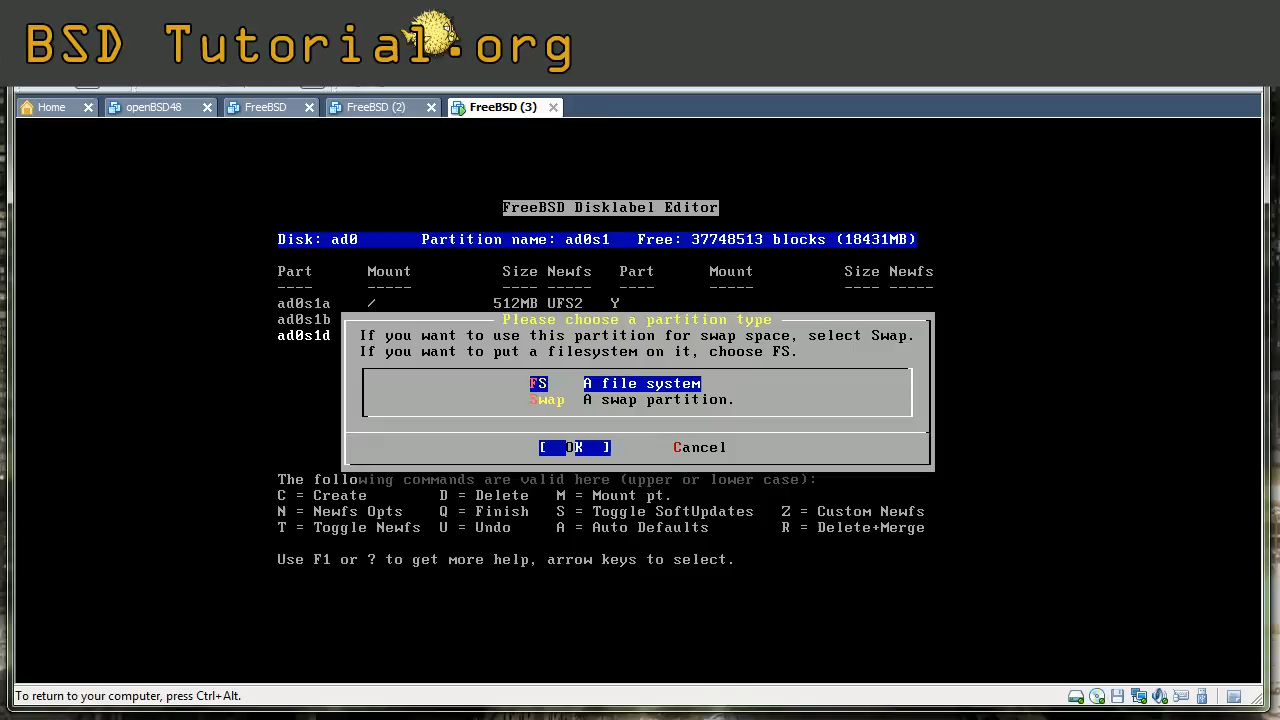 BSD Tutorial.org
Home openBSD48 FreeBSD FreeBSD (2) FreeBSD (3)
FreeBSD Disklabel Editor
Disk: ad0 Partition name: ad0s1 Free: 37748513 blocks (18431MB)
Part Mount Size Newfs Part Mount Size Newfs
---- ----- ---- ----- ---- ----- ---- -----
ad0s1a / 512MB UFS2 Y
ad0s1b
ad0s1d
Please choose a partition type
If you want to use this partition for swap space, select Swap.
If you want to put a filesystem on it, choose FS.
FS A file system
Swap A swap partition.
[ OK ] Cancel
The following commands are valid here (upper or lower case):
C = Create D = Delete M = Mount pt.
N = Newfs Opts Q = Finish S = Toggle SoftUpdates Z = Custom Newfs
T = Toggle Newfs U = Undo A = Auto Defaults R = Delete+Merge
Use F1 or ? to get more help, arrow keys to select.
To return to your computer, press Ctrl+Alt.